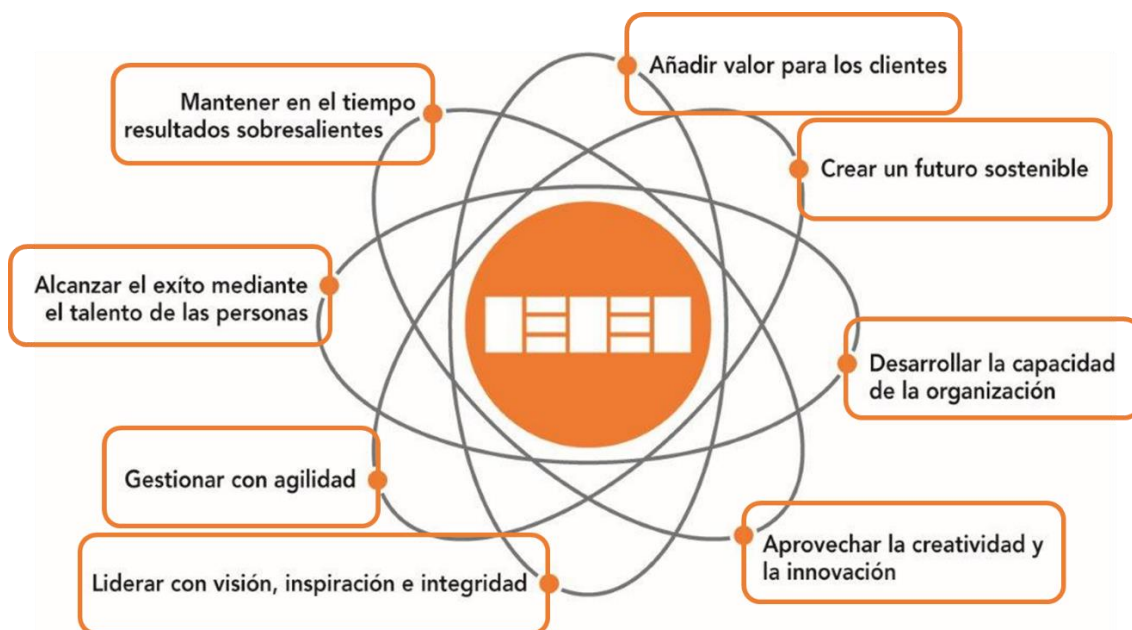 Añadir valor para los clientes
Crear un futuro sostenible
Desarrollar la capacidad
de la organización
Aprovechar la creatividad y
la innovación
Liderar con visión, inspiración e integridad
Gestionar con agilidad
Alcanzar el exíto mediante
el talento de las personas
Mantener en el tiempo
resultados sobresalientes